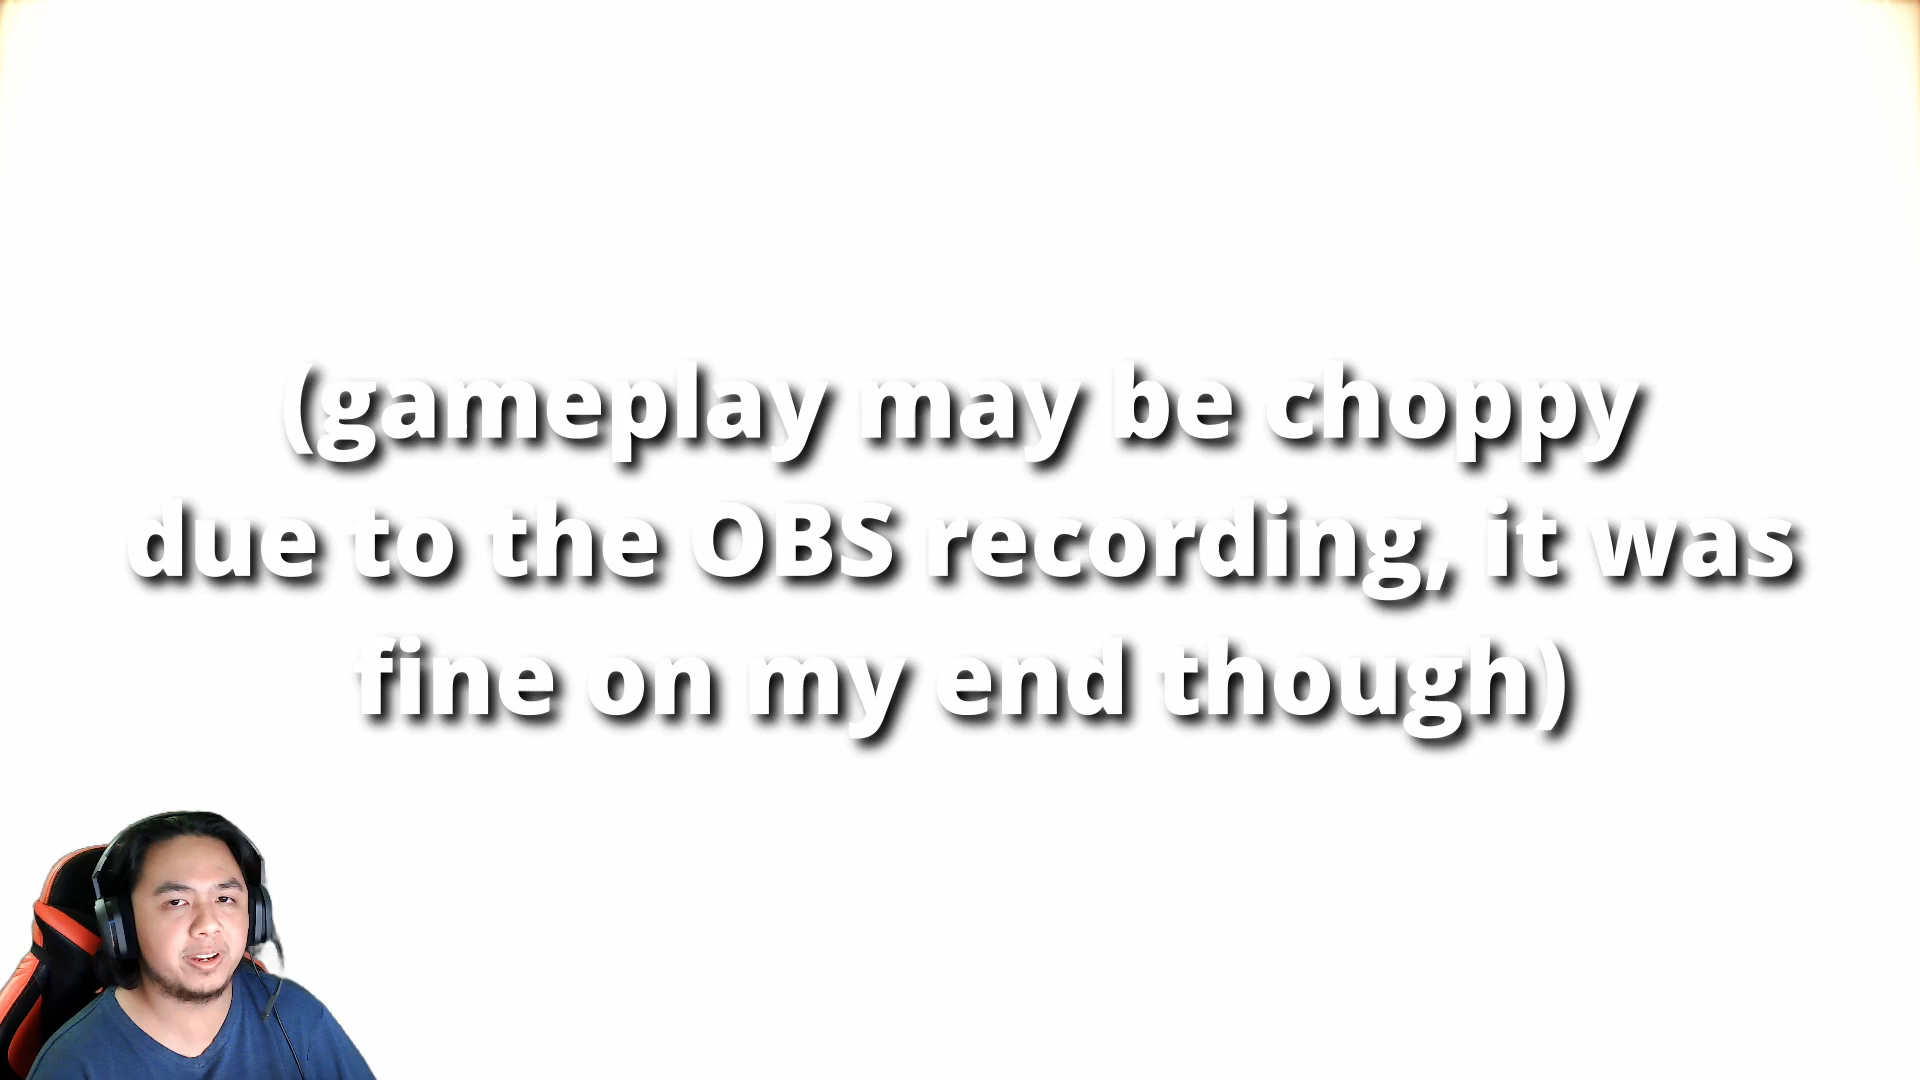 (gameplay may be choppy
due to the OBS recording, it was
fine on my end though)